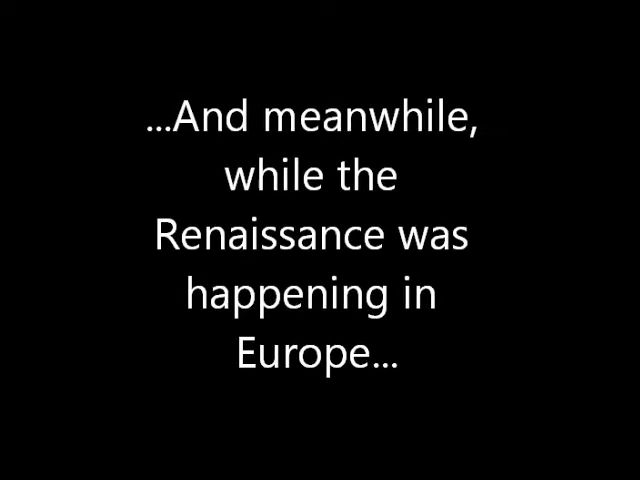 ...And meanwhile,
while the
Renaissance was
happening in
Europe...